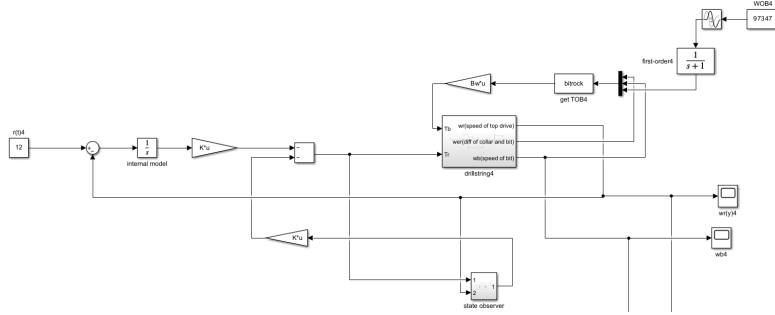 WOB4
97347
1
s + 1
first-order4
bitrock
get TOB4
Bw*u
wr(speed of top drive)
Tb
wer(diff of collar and bit)
Tr
wb(speed of bit)
drillstring4
r(t)4
12
+
−
1
s
internal model
K*u
−
−
wr(y)4
wb4
K*u
1
2
1
state observer